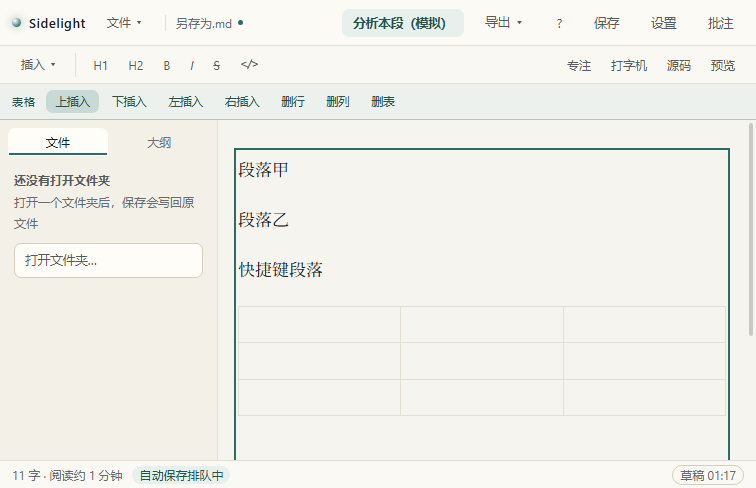 Sidelight 文件 ▾ 另存为.md ● 分析本段（模拟） 导出 ▾ ? 保存 设置 批注
插入 ▾ H1 H2 B I S </> 专注 打字机 源码 预览
表格 上插入 下插入 左插入 右插入 删行 删列 删表
文件 大纲
还没有打开文件夹
打开一个文件夹后，保存会写回原
文件
打开文件夹...
段落甲
段落乙
快捷键段落
11 字 · 阅读约 1 分钟 自动保存排队中 草稿 01:17